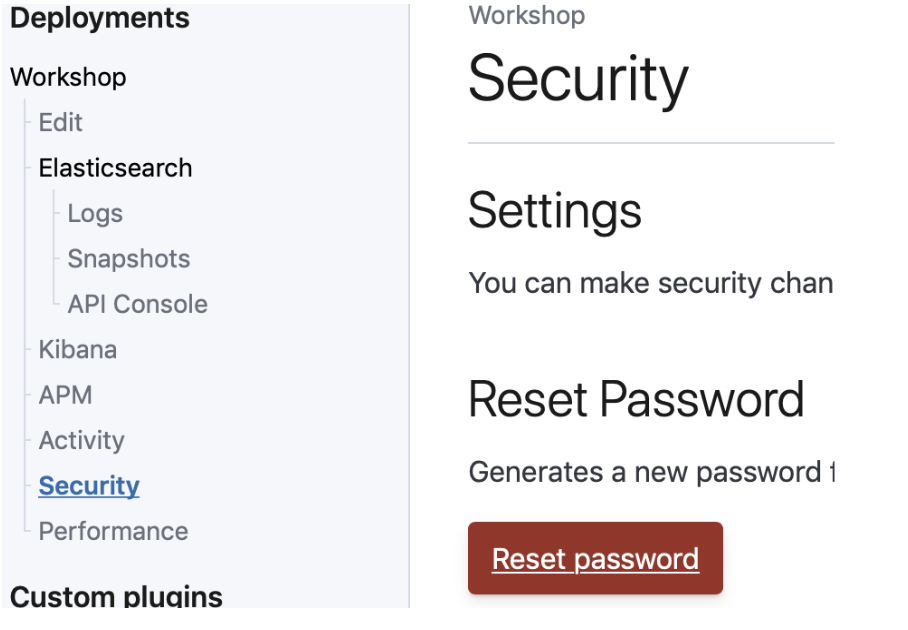 Deployments
Workshop
Edit
Elasticsearch
Logs
Snapshots
API Console
Kibana
APM
Activity
Security
Performance
Custom plugins
Workshop
Security
Settings
You can make security chan
Reset Password
Generates a new password f
Reset password